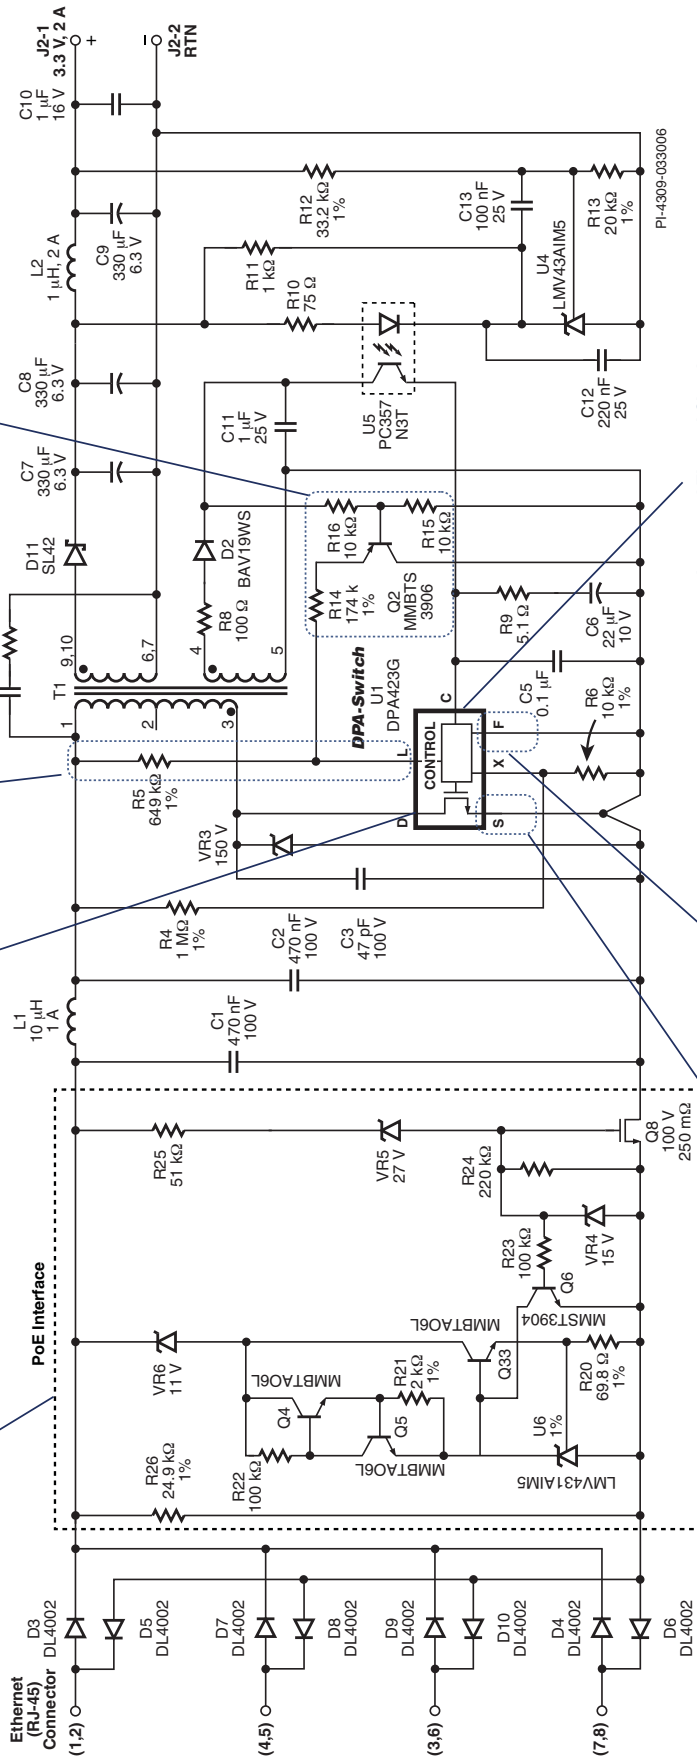 Ethernet
(RJ-45)
Connector
(1,2)
(4,5)
(3,6)
(7,8)
D3
DL4002
D5
DL4002
D7
DL4002
D8
DL4002
D9
DL4002
D10
DL4002
D4
DL4002
D6
DL4002
PoE Interface
R26
24.9 kΩ
1%
VR6
11 V
R22
100 kΩ
Q4
MMBTAO6L
Q5
MMBTAO6L
R21
2 kΩ
1%
Q33
MMBTAO6L
U6
1%
LMV431AIM5
R20
69.8 Ω
1%
Q6
MMST3904
R23
100 kΩ
VR4
15 V
R24
220 kΩ
R25
51 kΩ
VR5
27 V
Q8
100 V
250 mΩ
L1
10 μH
1 A
C1
470 nF
100 V
C2
470 nF
100 V
R4
1 MΩ
1%
C3
47 pF
100 V
VR3
150 V
R5
649 kΩ
1%
1
2
3
T1
9,10
6,7
4
5
DPA-Switch
U1
DPA423G
D
L
CONTROL
C
S
X
F
R6
10 kΩ
1%
C5
0.1 μF
R9
5.1 Ω
C6
22 μF
10 V
R14
174 k
1%
Q2
MMBTS
3906
R16
10 kΩ
R15
10 kΩ
R8
100 Ω
D2
BAV19WS
D11
SL42
C7
330 μF
6.3 V
C8
330 μF
6.3 V
C11
1 μF
25 V
U5
PC357
N3T
L2
1 μH, 2 A
C9
330 μF
6.3 V
R10
75 Ω
R11
1 kΩ
C12
220 nF
25 V
U4
LMV43AIM5
C13
100 nF
25 V
R12
33.2 kΩ
1%
R13
20 kΩ
1%
C10
1 μF
16 V
J2-1
3.3 V, 2 A
+
–
J2-2
RTN
PI-4309-033006